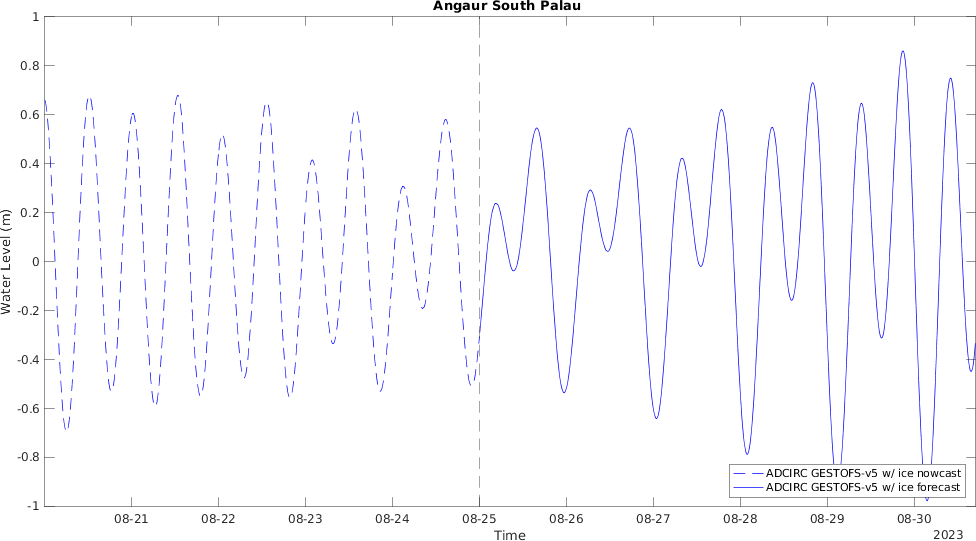 Angaur South Palau
1
0.8
0.6
0.4
0.2
0
-0.2
-0.4
-0.6
-0.8
-1
Water Level (m)
ADCIRC GESTOFS-v5 w/ ice nowcast
ADCIRC GESTOFS-v5 w/ ice forecast
08-21 08-22 08-23 08-24 08-25 08-26 08-27 08-28 08-29 08-30
Time
2023